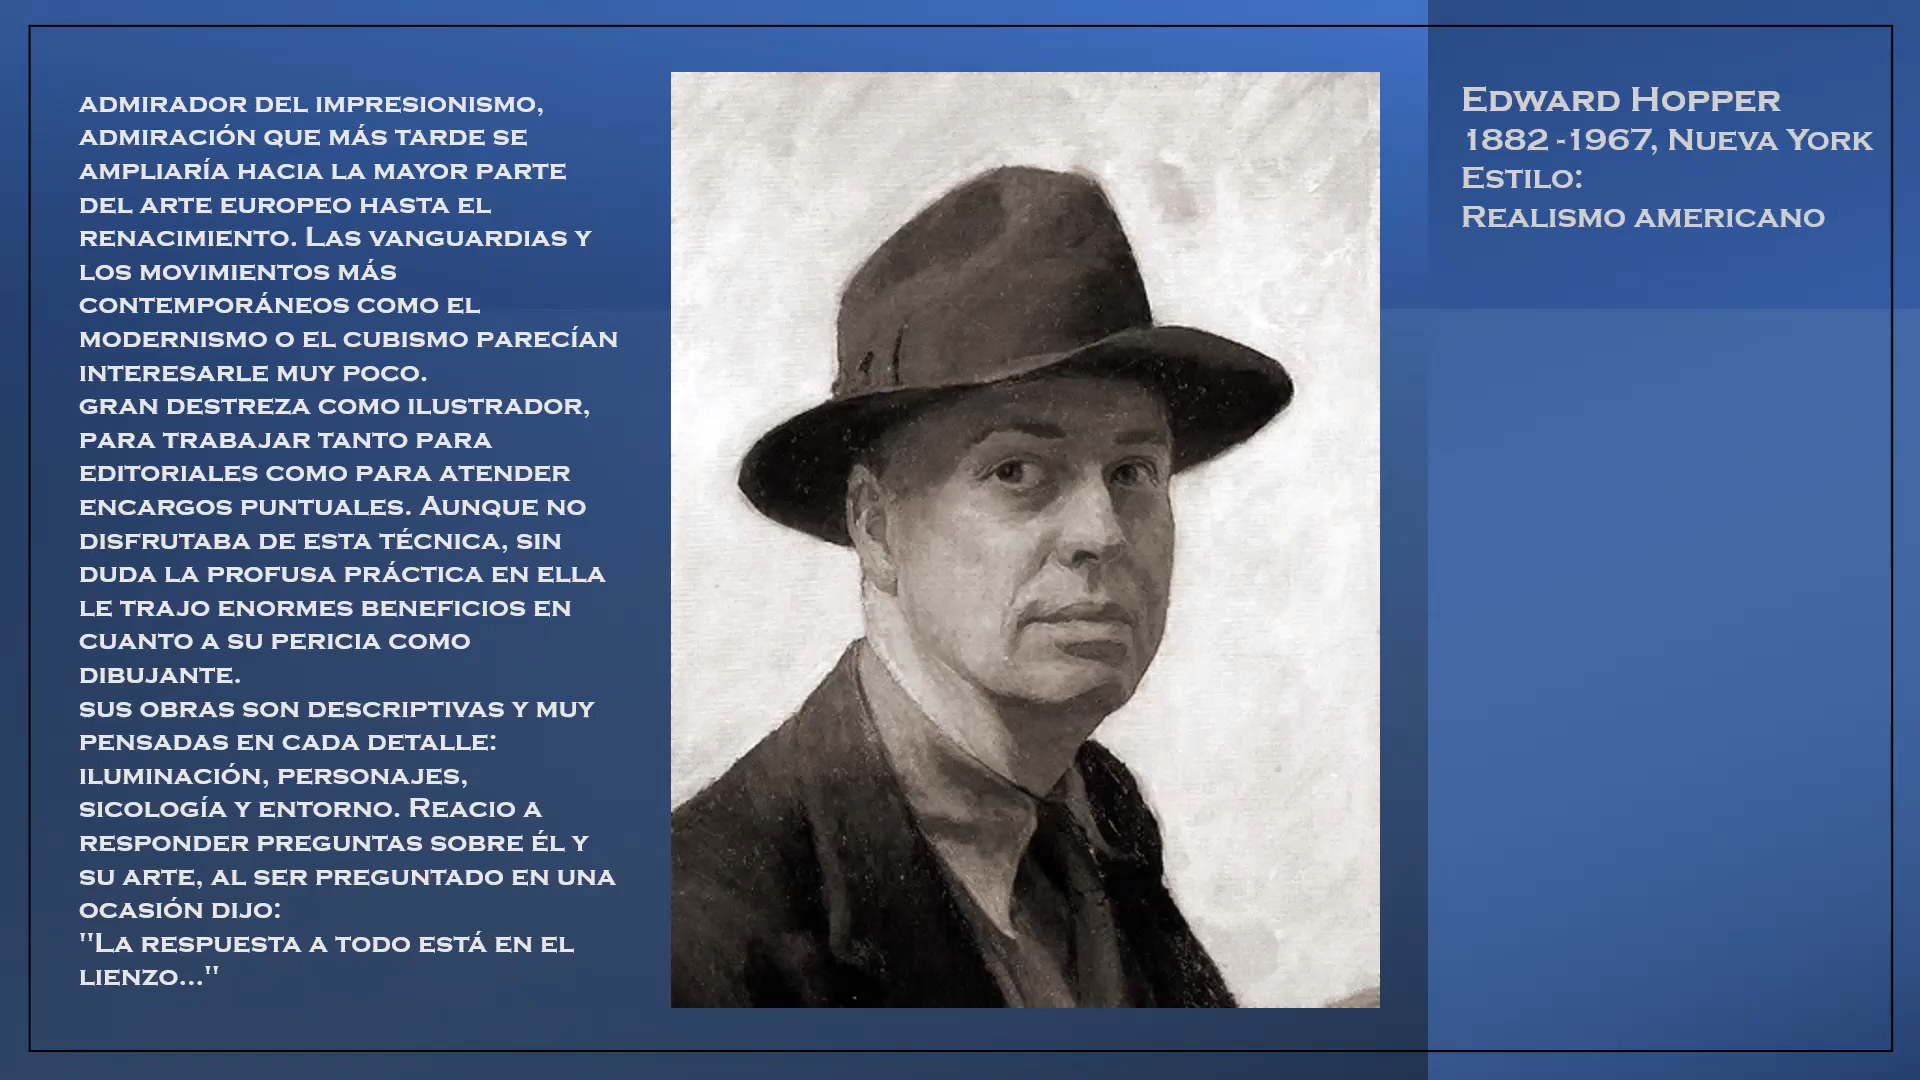 ADMIRADOR DEL IMPRESIONISMO,
ADMIRACIÓN QUE MÁS TARDE SE
AMPLIARÍA HACIA LA MAYOR PARTE
DEL ARTE EUROPEO HASTA EL
RENACIMIENTO. LAS VANGUARDIAS Y
LOS MOVIMIENTOS MÁS
CONTEMPORÁNEOS COMO EL
MODERNISMO O EL CUBISMO PARECÍAN
INTERESARLE MUY POCO.
GRAN DESTREZA COMO ILUSTRADOR,
PARA TRABAJAR TANTO PARA
EDITORIALES COMO PARA ATENDER
ENCARGOS PUNTUALES. AUNQUE NO
DISFRUTABA DE ESTA TÉCNICA, SIN
DUDA LA PROFUSA PRÁCTICA EN ELLA
LE TRAJO ENORMES BENEFICIOS EN
CUANTO A SU PERICIA COMO
DIBUJANTE.
SUS OBRAS SON DESCRIPTIVAS Y MUY
PENSADAS EN CADA DETALLE:
ILUMINACIÓN, PERSONAJES,
SICOLOGÍA Y ENTORNO. REACIO A
RESPONDER PREGUNTAS SOBRE ÉL Y
SU ARTE, AL SER PREGUNTADO EN UNA
OCASIÓN DIJO:
"LA RESPUESTA A TODO ESTÁ EN EL
LIENZO..."
EDWARD HOPPER
1882 -1967, NUEVA YORK
ESTILO:
REALISMO AMERICANO